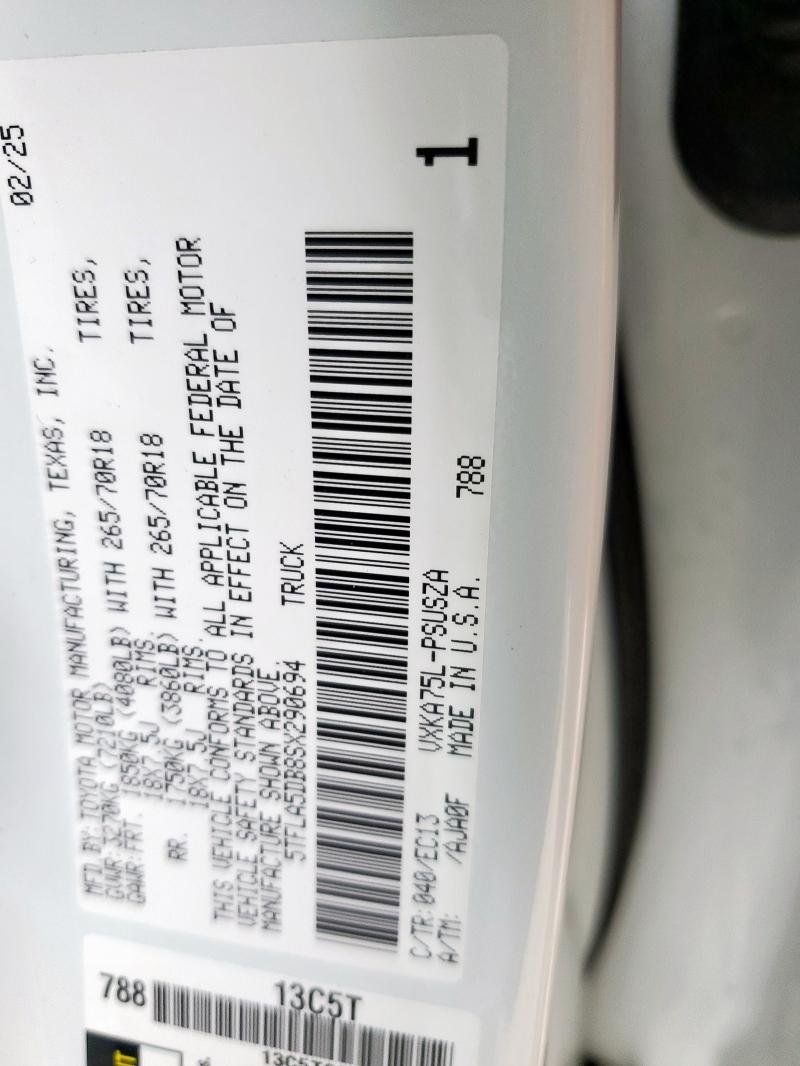 02/25
MFD. BY: TOYOTA MOTOR MANUFACTURING, TEXAS, INC.
GVWR: 3270KG (7210LB)
GAWR: FRT. 1850KG (4080LB) WITH 265/70R18 TIRES,
18X7.5J RIMS.
RR. 1750KG (3860LB) WITH 265/70R18 TIRES,
18X7.5J RIMS.
THIS VEHICLE CONFORMS TO ALL APPLICABLE FEDERAL MOTOR
VEHICLE SAFETY STANDARDS IN EFFECT ON THE DATE OF
MANUFACTURE SHOWN ABOVE.
5TFLA5DB8SX290694 TRUCK
C/TR: 040/EC13 VXKA75L-PSUSZA 1
A/TM: /AJA0F MADE IN U.S.A. 788
788
13C5T